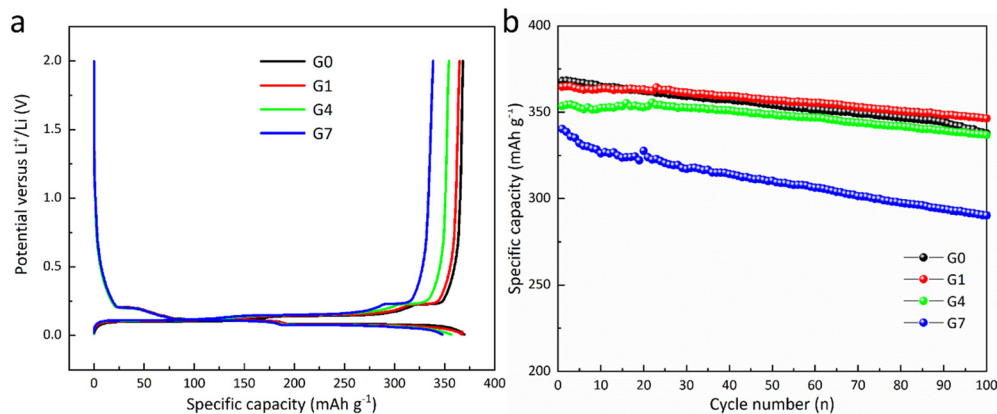 a
2.0
1.5
1.0
0.5
0.0
Potential versus Li⁺/Li (V)
G0
G1
G4
G7
0 50 100 150 200 250 300 350 400
Specific capacity (mAh g⁻¹)
b
400
350
300
250
200
Specific capacity (mAh g⁻¹)
G0
G1
G4
G7
0 10 20 30 40 50 60 70 80 90 100
Cycle number (n)